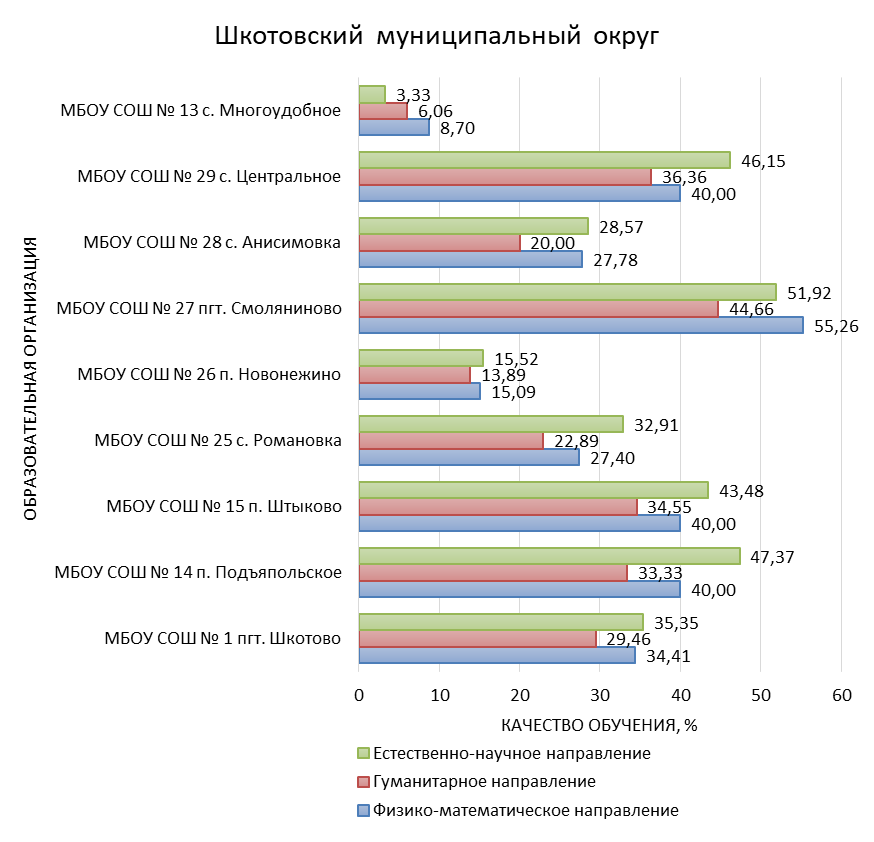 Шкотовский муниципальный округ
ОБРАЗОВАТЕЛЬНАЯ ОРГАНИЗАЦИЯ
МБОУ СОШ № 13 с. Многоудобное
3,33
6,06
8,70
МБОУ СОШ № 29 с. Центральное
46,15
36,36
40,00
МБОУ СОШ № 28 с. Анисимовка
28,57
20,00
27,78
МБОУ СОШ № 27 пгт. Смоляниново
51,92
44,66
55,26
МБОУ СОШ № 26 п. Новонежино
15,52
13,89
15,09
МБОУ СОШ № 25 с. Романовка
32,91
22,89
27,40
МБОУ СОШ № 15 п. Штыково
43,48
34,55
40,00
МБОУ СОШ № 14 п. Подъяпольское
47,37
33,33
40,00
МБОУ СОШ № 1 пгт. Шкотово
35,35
29,46
34,41
0 10 20 30 40 50 60
КАЧЕСТВО ОБУЧЕНИЯ, %
Естественно-научное направление
Гуманитарное направление
Физико-математическое направление